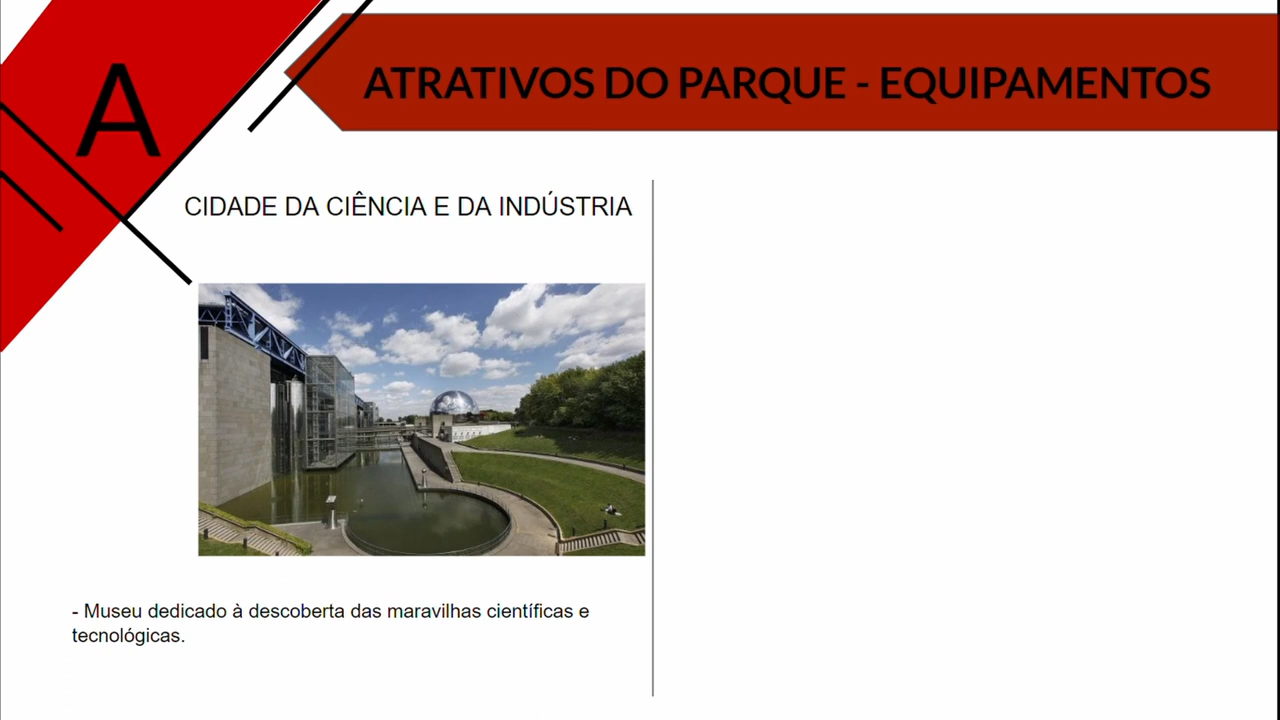 A
ATRATIVOS DO PARQUE - EQUIPAMENTOS
CIDADE DA CIÊNCIA E DA INDÚSTRIA
- Museu dedicado à descoberta das maravilhas científicas e
tecnológicas.